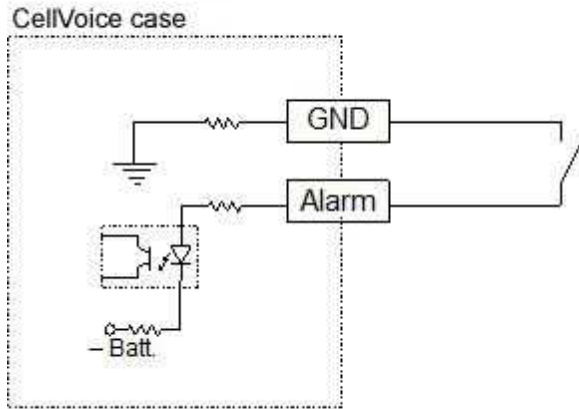 CellVoice case
GND
Alarm
– Batt.